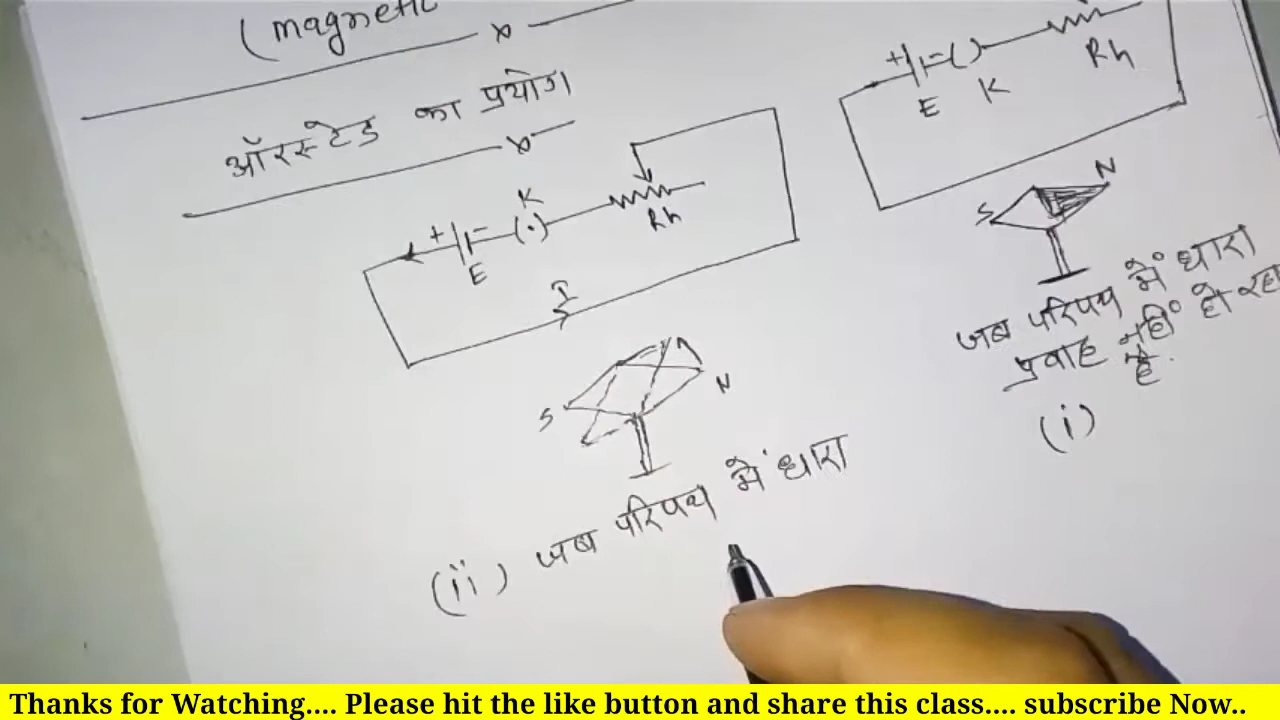 (magnetic
x
ऑरस्टेड का प्रयोग
x
+ - ( ) K Rh
E
+ - (·) K Rh
E
I
S N
जब परिपथ में धारा
प्रवाह नहीं हो रहा
है.
(i)
S N
(ii) जब परिपथ में धारा
Thanks for Watching.... Please hit the like button and share this class.... subscribe Now..